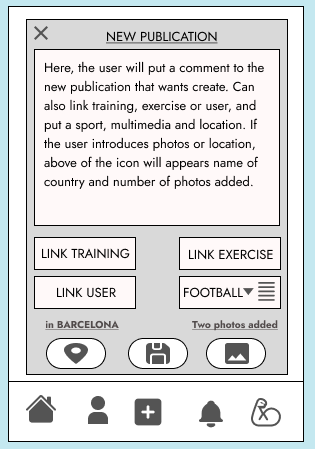 NEW PUBLICATION
Here, the user will put a comment to the
new publication that wants create. Can
also link training, exercise or user, and
put a sport, multimedia and location. If
the user introduces photos or location,
above of the icon will appears name of
country and number of photos added.
LINK TRAINING
LINK EXERCISE
LINK USER
FOOTBALL
in BARCELONA
Two photos added